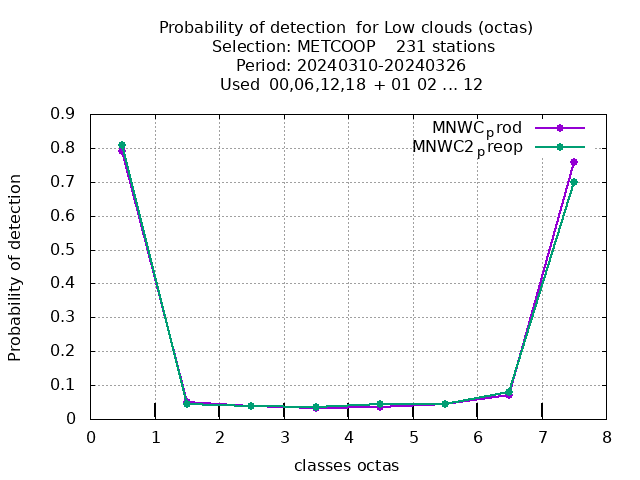 Probability of detection for Low clouds (octas)
Selection: METCOOP 231 stations
Period: 20240310-20240326
Used 00,06,12,18 + 01 02 ... 12
MNWCprod
MNWC2preop
Probability of detection
0.9
0.8
0.7
0.6
0.5
0.4
0.3
0.2
0.1
0
0 1 2 3 4 5 6 7 8
classes octas